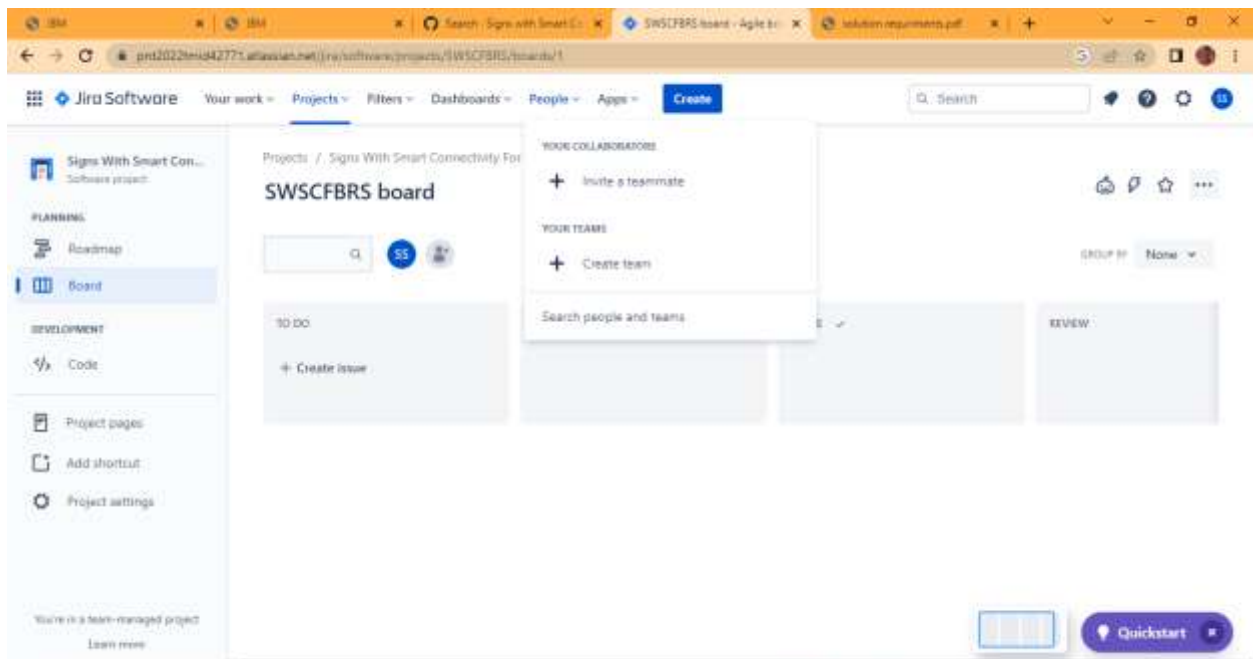 IBM
IBM
Search · Signs with Smart C
SWSCFBRS board - Agile b
solution requirments.pdf
Jira Software
Your work
Projects
Filters
Dashboards
People
Apps
Create
Search
SS
Signs With Smart Con...
Software project
PLANNING
Roadmap
Board
DEVELOPMENT
Code
Project pages
Add shortcut
Project settings
You're in a team-managed project
Learn more
Projects / Signs With Smart Connectivity For
SWSCFBRS board
SS
GROUP BY None
YOUR COLLABORATORS
Invite a teammate
YOUR TEAMS
Create team
Search people and teams
TO DO
+ Create issue
REVIEW
Quickstart